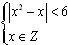 {|x² − x| < 6
{x ∈ Z